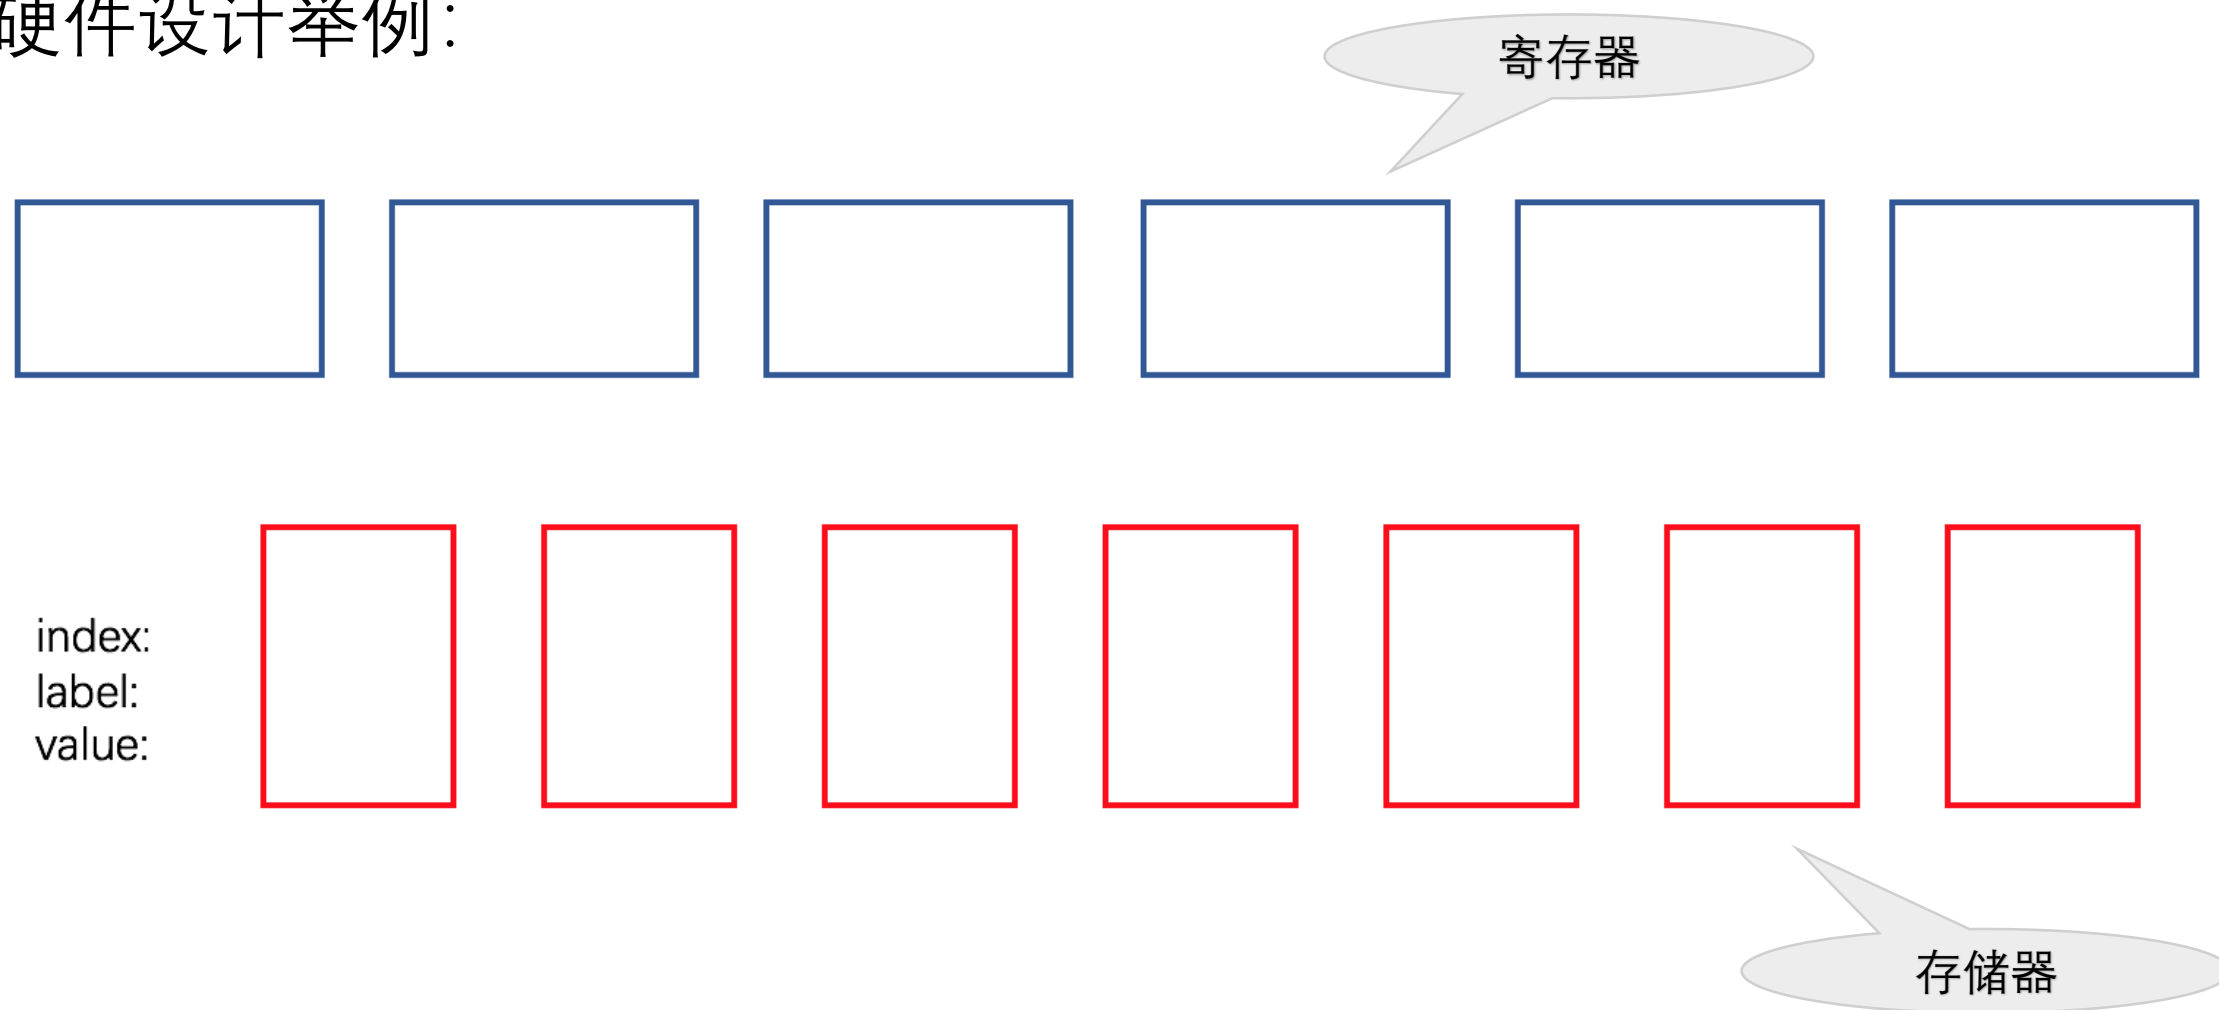 硬件设计举例：
寄存器
index:
label:
value:
存储器